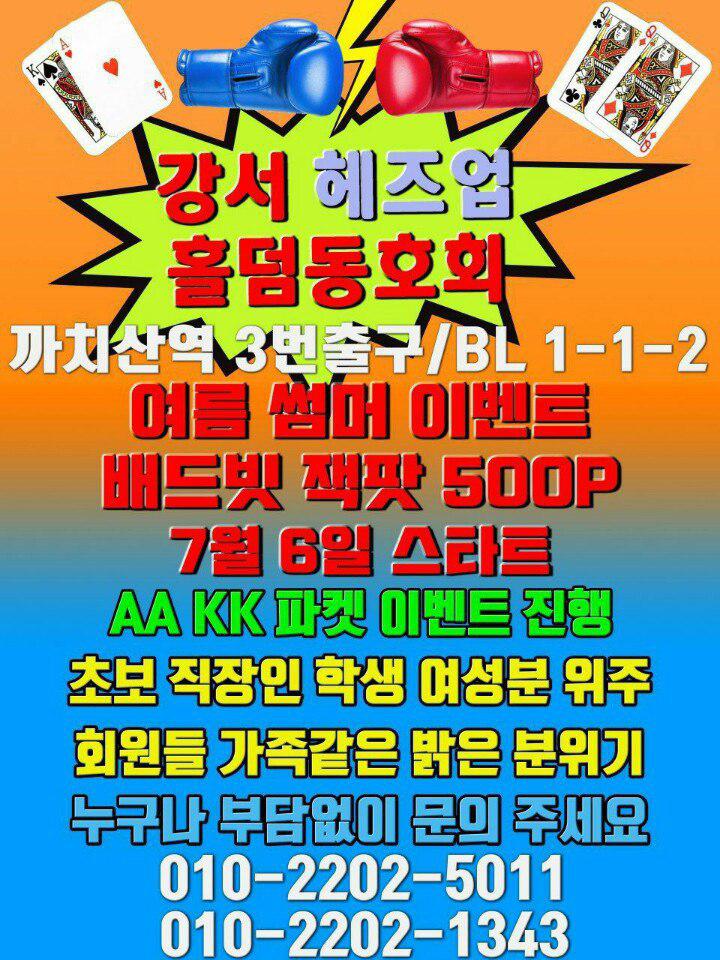 K
A
A
Q
Q
Q
강서 헤즈업
홀덤동호회
까치산역 3번출구/BL 1-1-2
여름 썸머 이벤트
배드빗 잭팟 500P
7월 6일 스타트
AA KK 파켓 이벤트 진행
초보 직장인 학생 여성분 위주
회원들 가족같은 밝은 분위기
누구나 부담없이 문의 주세요
010-2202-5011
010-2202-1343